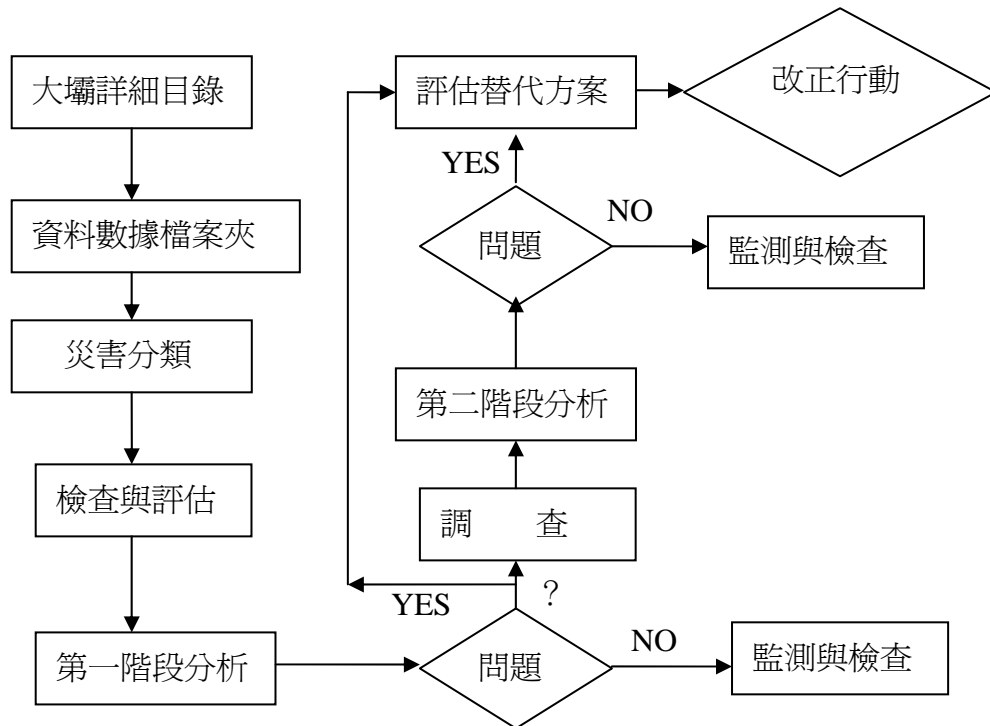 大壩詳細目錄
資料數據檔案夾
災害分類
檢查與評估
第一階段分析
問題
NO
監測與檢查
YES
?
調 查
第二階段分析
問題
NO
監測與檢查
YES
評估替代方案
改正行動